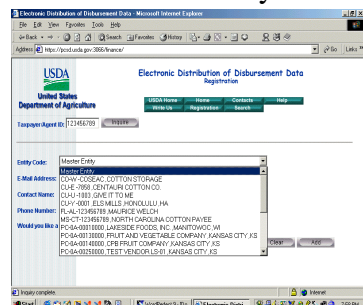 Electronic Distribution of Disbursement Data - Microsoft Internet Explorer
File Edit View Favorites Tools Help
Back Search Favorites History
Address https://pcsd.usda.gov:3866/finance/ Go Links
USDA
United States
Department of Agriculture
Electronic Distribution of Disbursement Data
Registration
USDA Home Home Contacts Help
Write Us Registration Search
Taxpayer/Agent ID: 123456789 Inquire
Entity Code: Master Entity
Master Entity
E-Mail Address: CO-W-COSEAC, COTTON STORAGE
CU-E-7858, CENTAURI COTTON CO.
Contact Name: CU-U-1003, GIVE IT TO ME
CU-Y-0001, ELS MILLS, HONOLULU, HA
Phone Number: FL-AL-123456789, MAURICE WELCH
MS-CT-123456789, NORTH CAROLINA COTTON PAYEE
Would you like a PC-0A-00010000, LAKESIDE FOODS, INC., MANITOWOC, WI
PC-0A-00130000, FRUIT AND VEGETABLE COMPANY, KANSAS CITY, KS
PC-0A-00140000, CPB FRUIT COMPANY, KANSAS CITY, KS
Clear Add
PC-0A-00250000, TEST VENDOR LS-01, KANSAS CITY, KS
Inquiry complete. Internet
Start 7:59 PM